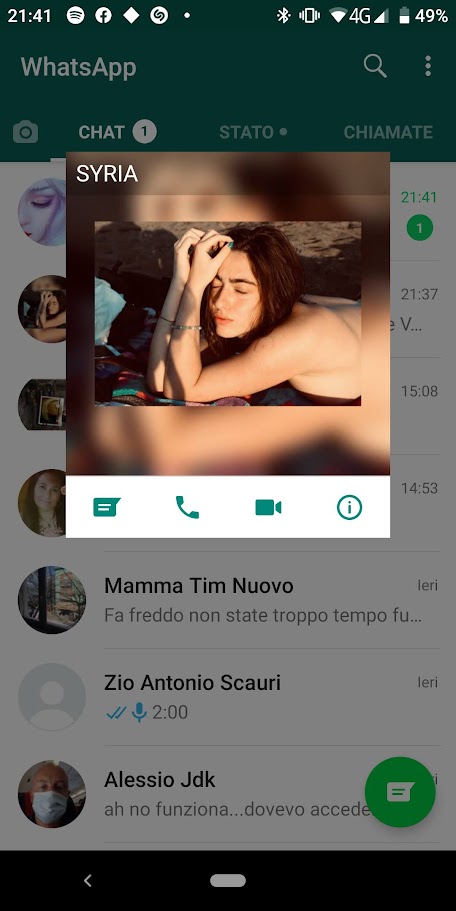 21:41
4G
49%
WhatsApp
CHAT 1
STATO
CHIAMATE
SYRIA
21:41
1
21:37
e V...
15:08
14:53
Mamma Tim Nuovo
Ieri
Fa freddo non state troppo tempo fu...
Zio Antonio Scauri
Ieri
2:00
Alessio Jdk
ah no funziona...dovevo accede